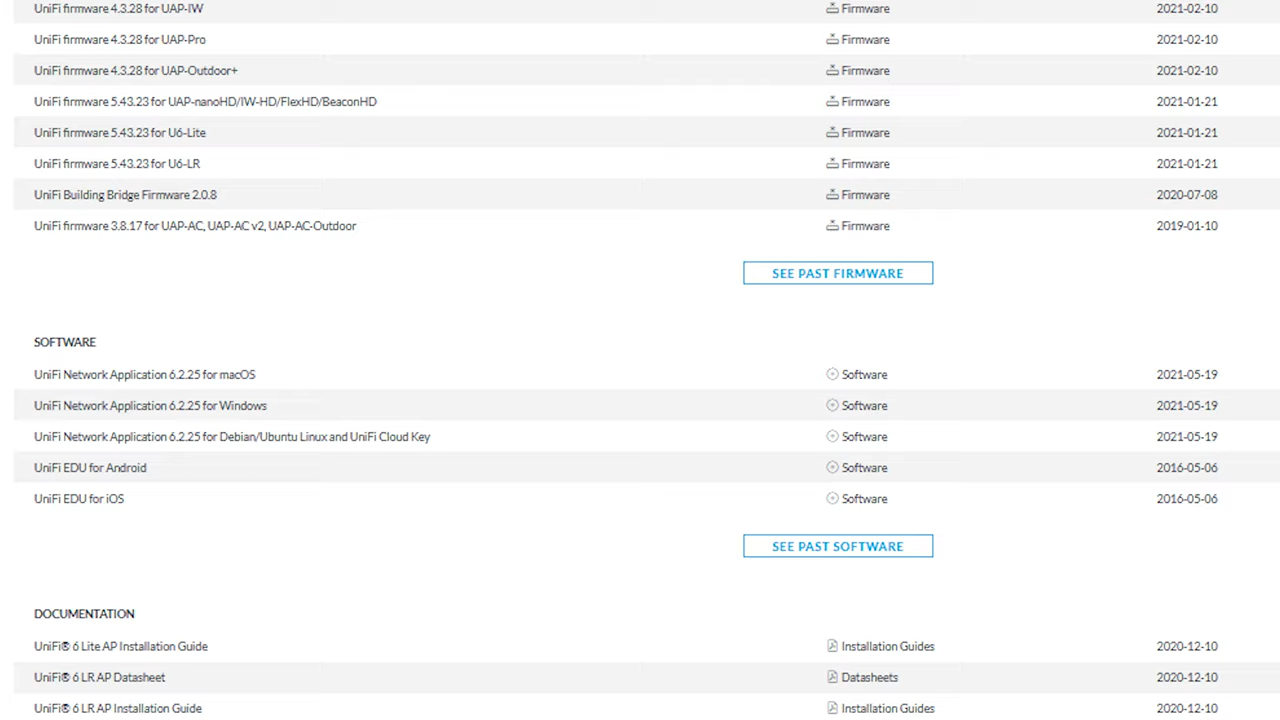 UniFi firmware 4.3.28 for UAP-IW Firmware 2021-02-10
UniFi firmware 4.3.28 for UAP-Pro Firmware 2021-02-10
UniFi firmware 4.3.28 for UAP-Outdoor+ Firmware 2021-02-10
UniFi firmware 5.43.23 for UAP-nanoHD/IW-HD/FlexHD/BeaconHD Firmware 2021-01-21
UniFi firmware 5.43.23 for U6-Lite Firmware 2021-01-21
UniFi firmware 5.43.23 for U6-LR Firmware 2021-01-21
UniFi Building Bridge Firmware 2.0.8 Firmware 2020-07-08
UniFi firmware 3.8.17 for UAP-AC, UAP-AC v2, UAP-AC-Outdoor Firmware 2019-01-10
SEE PAST FIRMWARE
SOFTWARE
UniFi Network Application 6.2.25 for macOS Software 2021-05-19
UniFi Network Application 6.2.25 for Windows Software 2021-05-19
UniFi Network Application 6.2.25 for Debian/Ubuntu Linux and UniFi Cloud Key Software 2021-05-19
UniFi EDU for Android Software 2016-05-06
UniFi EDU for iOS Software 2016-05-06
SEE PAST SOFTWARE
DOCUMENTATION
UniFi® 6 Lite AP Installation Guide Installation Guides 2020-12-10
UniFi® 6 LR AP Datasheet Datasheets 2020-12-10
UniFi® 6 LR AP Installation Guide Installation Guides 2020-12-10